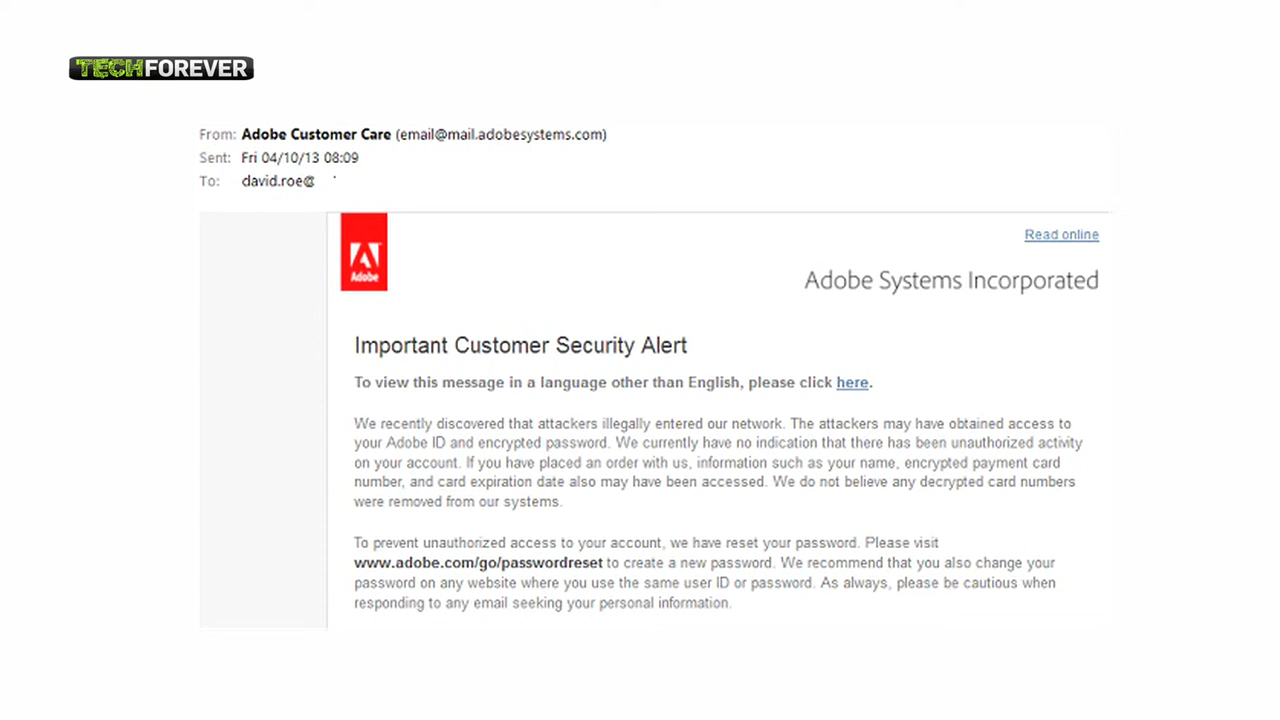 TECHFOREVER
From: Adobe Customer Care (email@mail.adobesystems.com)
Sent: Fri 04/10/13 08:09
To: david.roe@
Read online
Adobe
Adobe Systems Incorporated
Important Customer Security Alert
To view this message in a language other than English, please click here.
We recently discovered that attackers illegally entered our network. The attackers may have obtained access to
your Adobe ID and encrypted password. We currently have no indication that there has been unauthorized activity
on your account. If you have placed an order with us, information such as your name, encrypted payment card
number, and card expiration date also may have been accessed. We do not believe any decrypted card numbers
were removed from our systems.
To prevent unauthorized access to your account, we have reset your password. Please visit
www.adobe.com/go/passwordreset to create a new password. We recommend that you also change your
password on any website where you use the same user ID or password. As always, please be cautious when
responding to any email seeking your personal information.